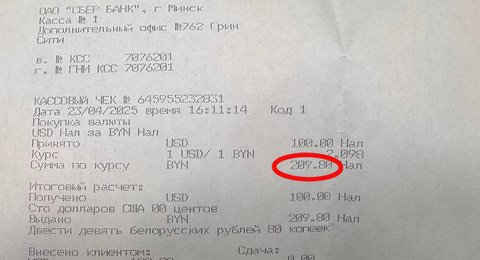 ОАО "СБЕР БАНК", г Минск
Касса № 1
Дополнительный офис №762 Грин
Сити
в. № КСС 7076201
г. № ГНИ КСС 7076201
КАССОВЫЙ ЧЕК № 645955232831
Дата 23/04/2025 время 16:11:14 Код 1
Покупка валюты
USD Нал за BYN Нал
Принято USD 100.00 Нал
Курс 1 USD/ 1 BYN 2.098
Сумма по курсу BYN 209.80 Нал
Итоговый расчет:
Получено USD 100.00 Нал
Сто долларов США 00 центов
Выдано BYN 209.80 Нал
Двести девять белорусских рублей 80 копеек
Внесено клиентом: Сдача: